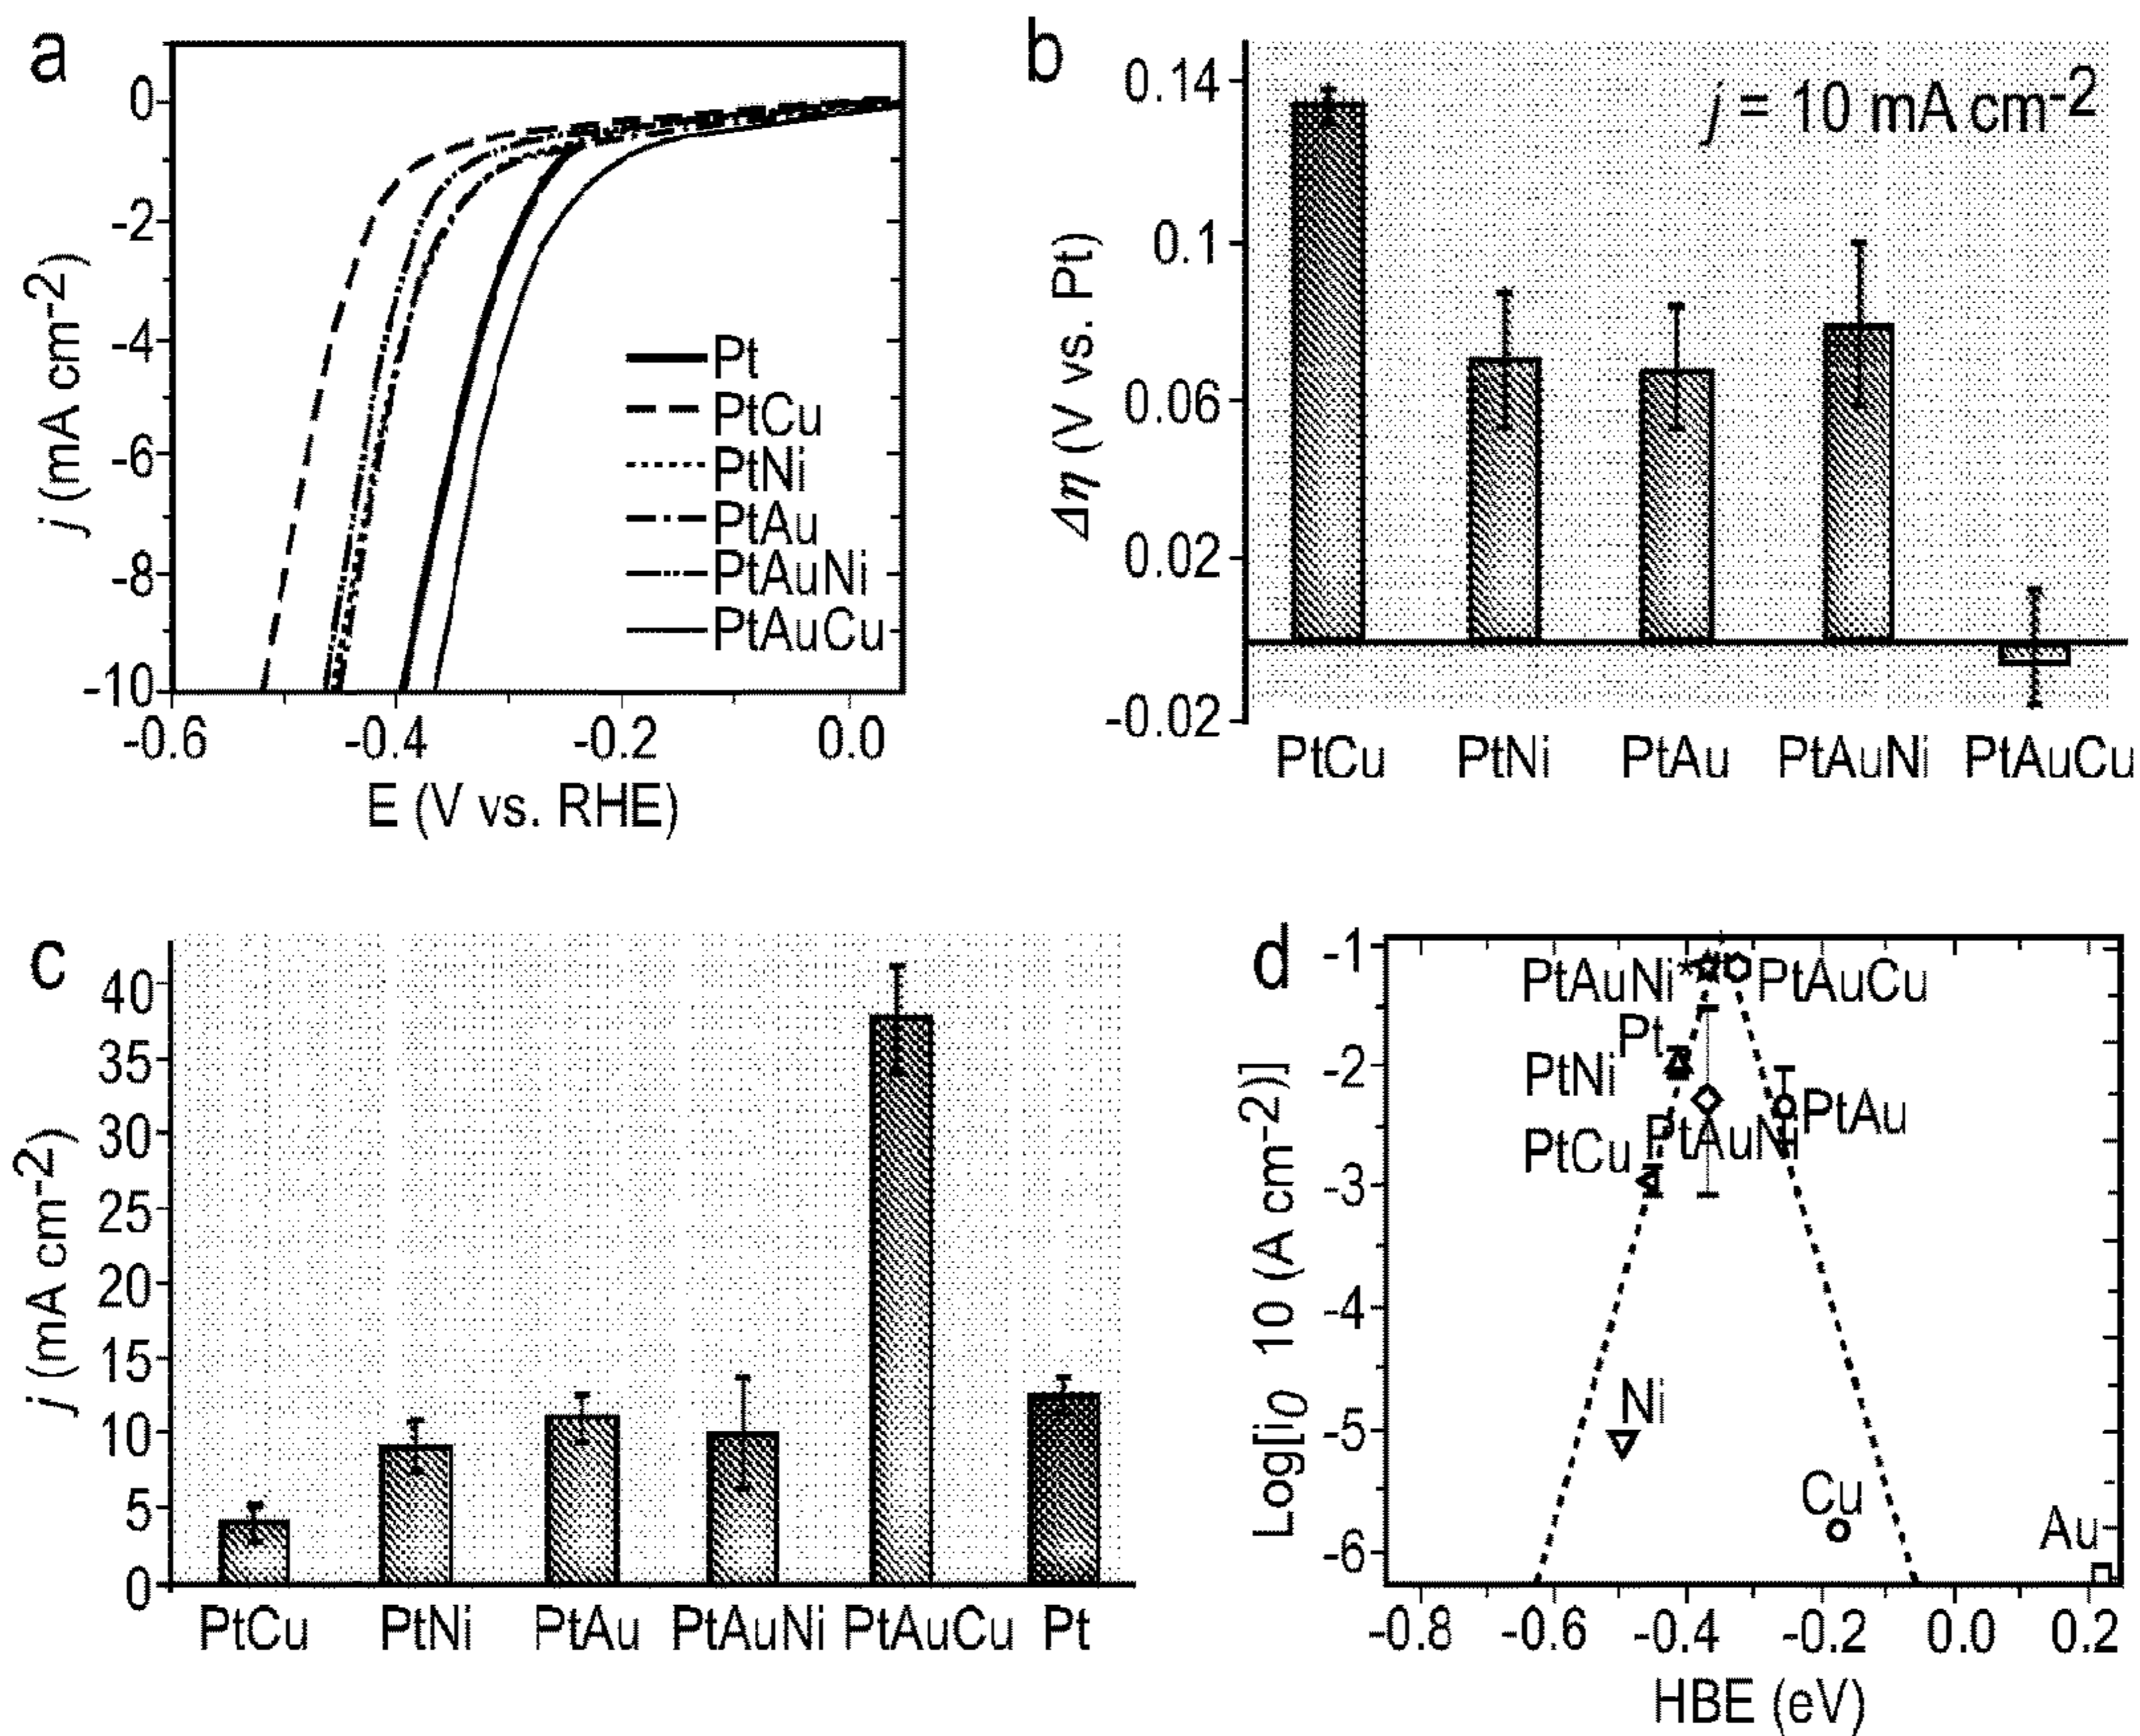 a
0
-2
-4
-6
-8
-10
j (mA cm-2)
-0.6 -0.4 -0.2 0.0
E (V vs. RHE)
Pt
PtCu
PtNi
PtAu
PtAuNi
PtAuCu
b
0.14
0.1
0.06
0.02
-0.02
Δη (V vs. Pt)
j = 10 mA cm-2
PtCu PtNi PtAu PtAuNi PtAuCu
c
40
35
30
25
20
15
10
5
0
j (mA cm-2)
PtCu PtNi PtAu PtAuNi PtAuCu Pt
d
-1
-2
-3
-4
-5
-6
Log[i0 10 (A cm-2)]
PtAuNi*
PtAuCu
Pt
PtNi
PtAu
PtCu
PtAuNi
Ni
Cu
Au
-0.8 -0.6 -0.4 -0.2 0.0 0.2
HBE (eV)